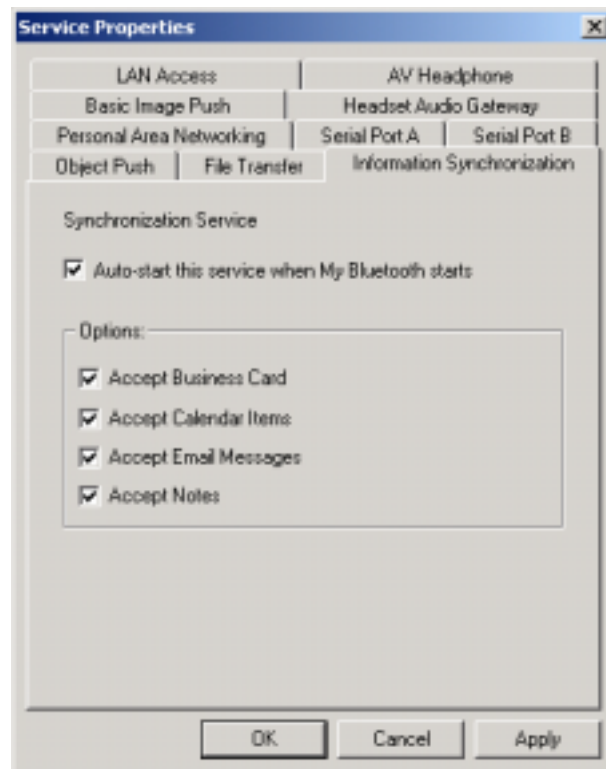 Service Properties
LAN Access
AV Headphone
Basic Image Push
Headset Audio Gateway
Personal Area Networking
Serial Port A
Serial Port B
Object Push
File Transfer
Information Synchronization
Synchronization Service
Auto-start this service when My Bluetooth starts
Options:
Accept Business Card
Accept Calendar Items
Accept Email Messages
Accept Notes
OK
Cancel
Apply